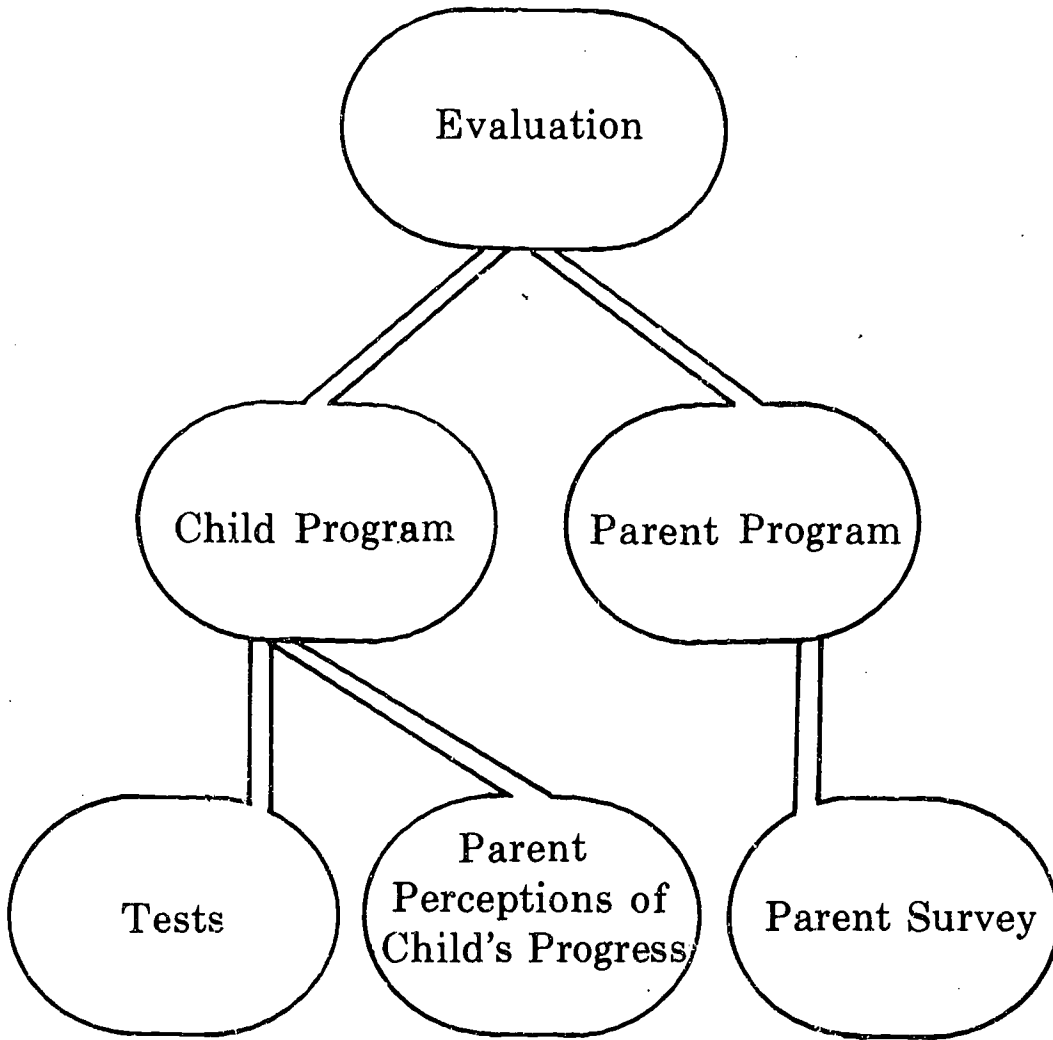 Evaluation
Child Program
Parent Program
Tests
Parent
Perceptions of
Child's Progress
Parent Survey